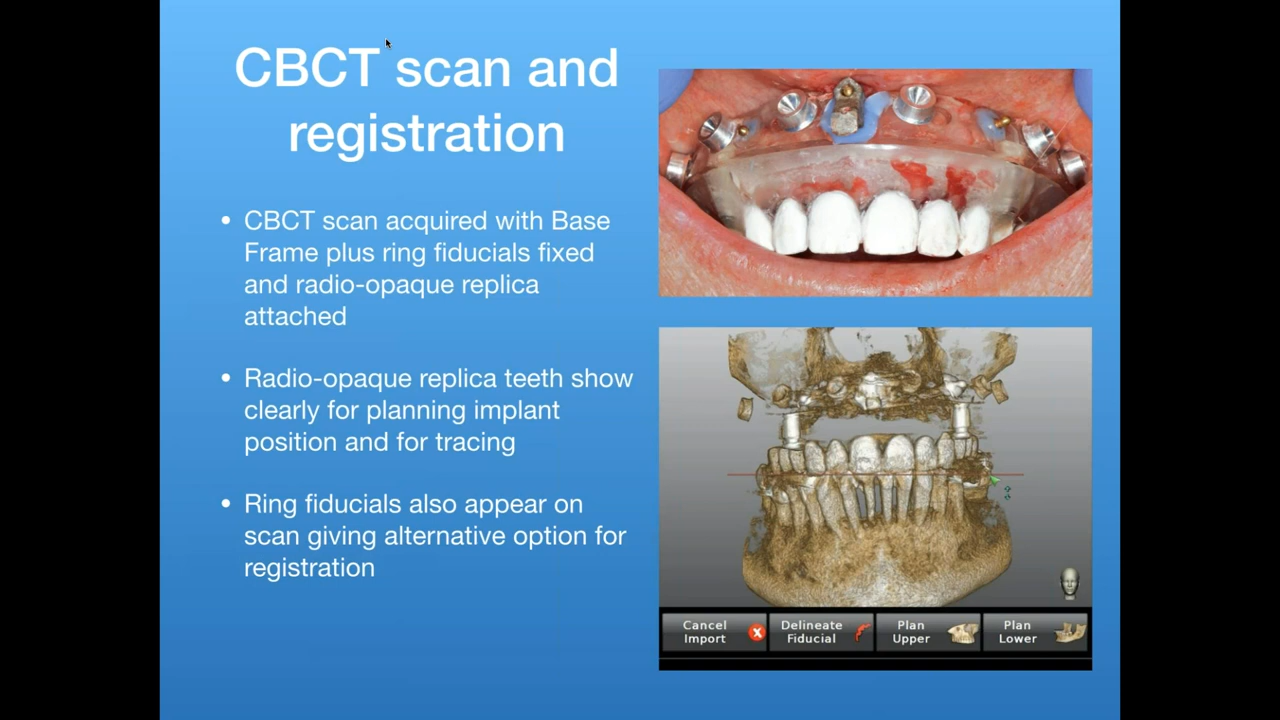 CBCT scan and
registration
• CBCT scan acquired with Base
Frame plus ring fiducials fixed
and radio-opaque replica
attached
• Radio-opaque replica teeth show
clearly for planning implant
position and for tracing
• Ring fiducials also appear on
scan giving alternative option for
registration
Cancel
Import
Delineate
Fiducial
Plan
Upper
Plan
Lower